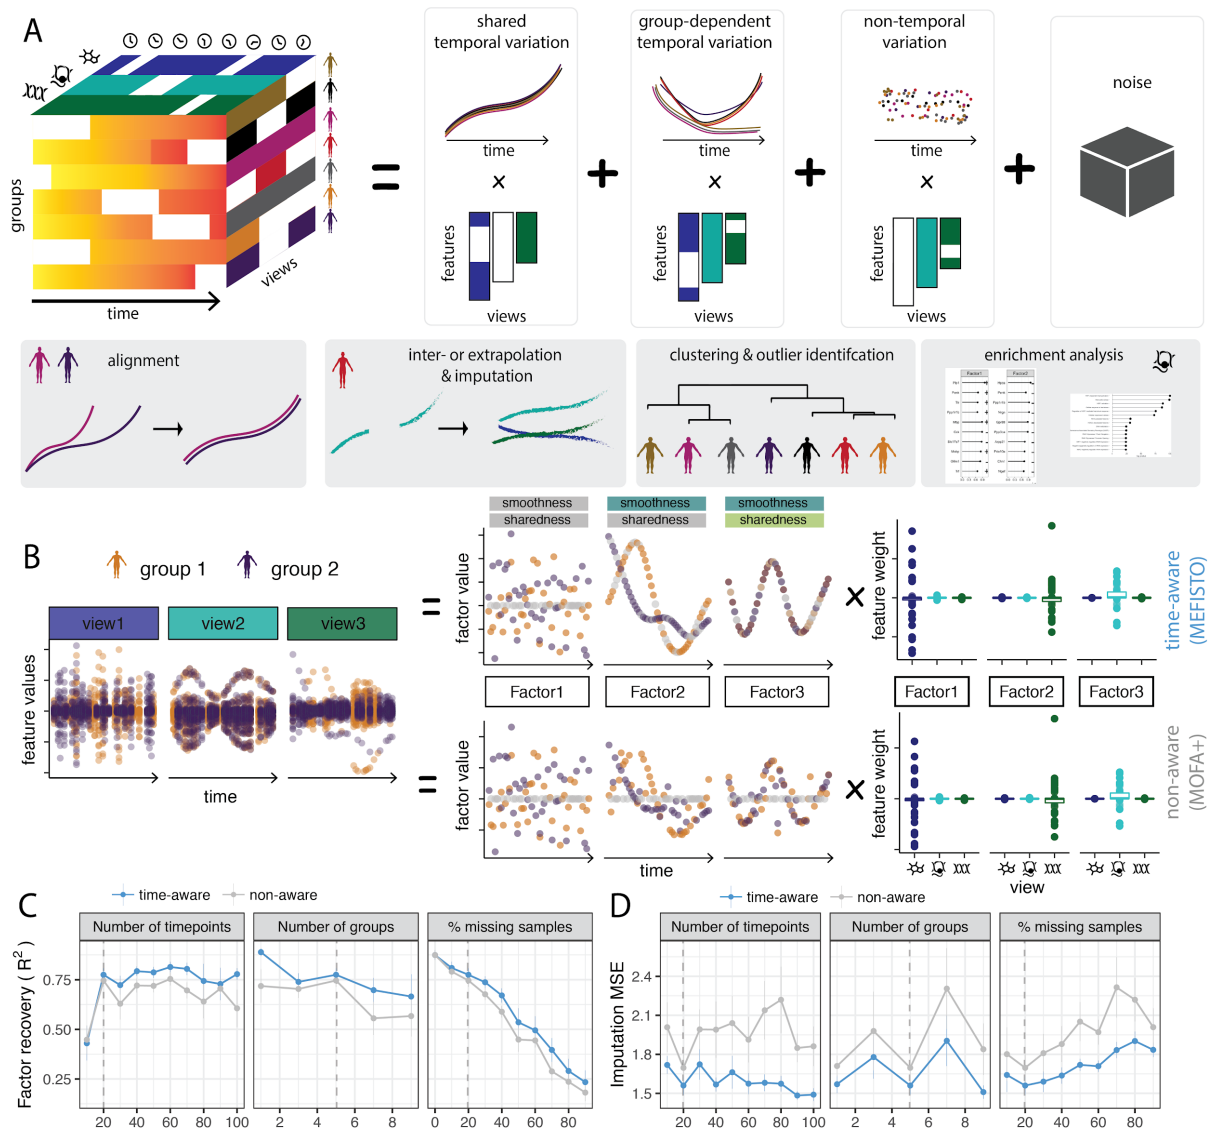 A
shared
temporal variation
group-dependent
temporal variation
non-temporal
variation
noise
groups
time
views
time
time
time
features
features
features
views
views
views
alignment
inter- or extrapolation
& imputation
clustering & outlier identifcation
enrichment analysis
Factor1
Factor2
B
group 1
group 2
view1
view2
view3
feature values
time
smoothness
sharedness
smoothness
sharedness
smoothness
sharedness
factor value
feature weight
time-aware
(MEFISTO)
Factor1
Factor2
Factor3
Factor1
Factor2
Factor3
factor value
time
feature weight
view
non-aware
(MOFA+)
C
time-aware
non-aware
Number of timepoints
Number of groups
% missing samples
Factor recovery ( R2 )
0.75
0.50
0.25
20 40 60 80 100
2 4 6 8
0 20 40 60 80
D
time-aware
non-aware
Number of timepoints
Number of groups
% missing samples
Imputation MSE
2.4
2.1
1.8
1.5
20 40 60 80 100
2 4 6 8
20 40 60 80